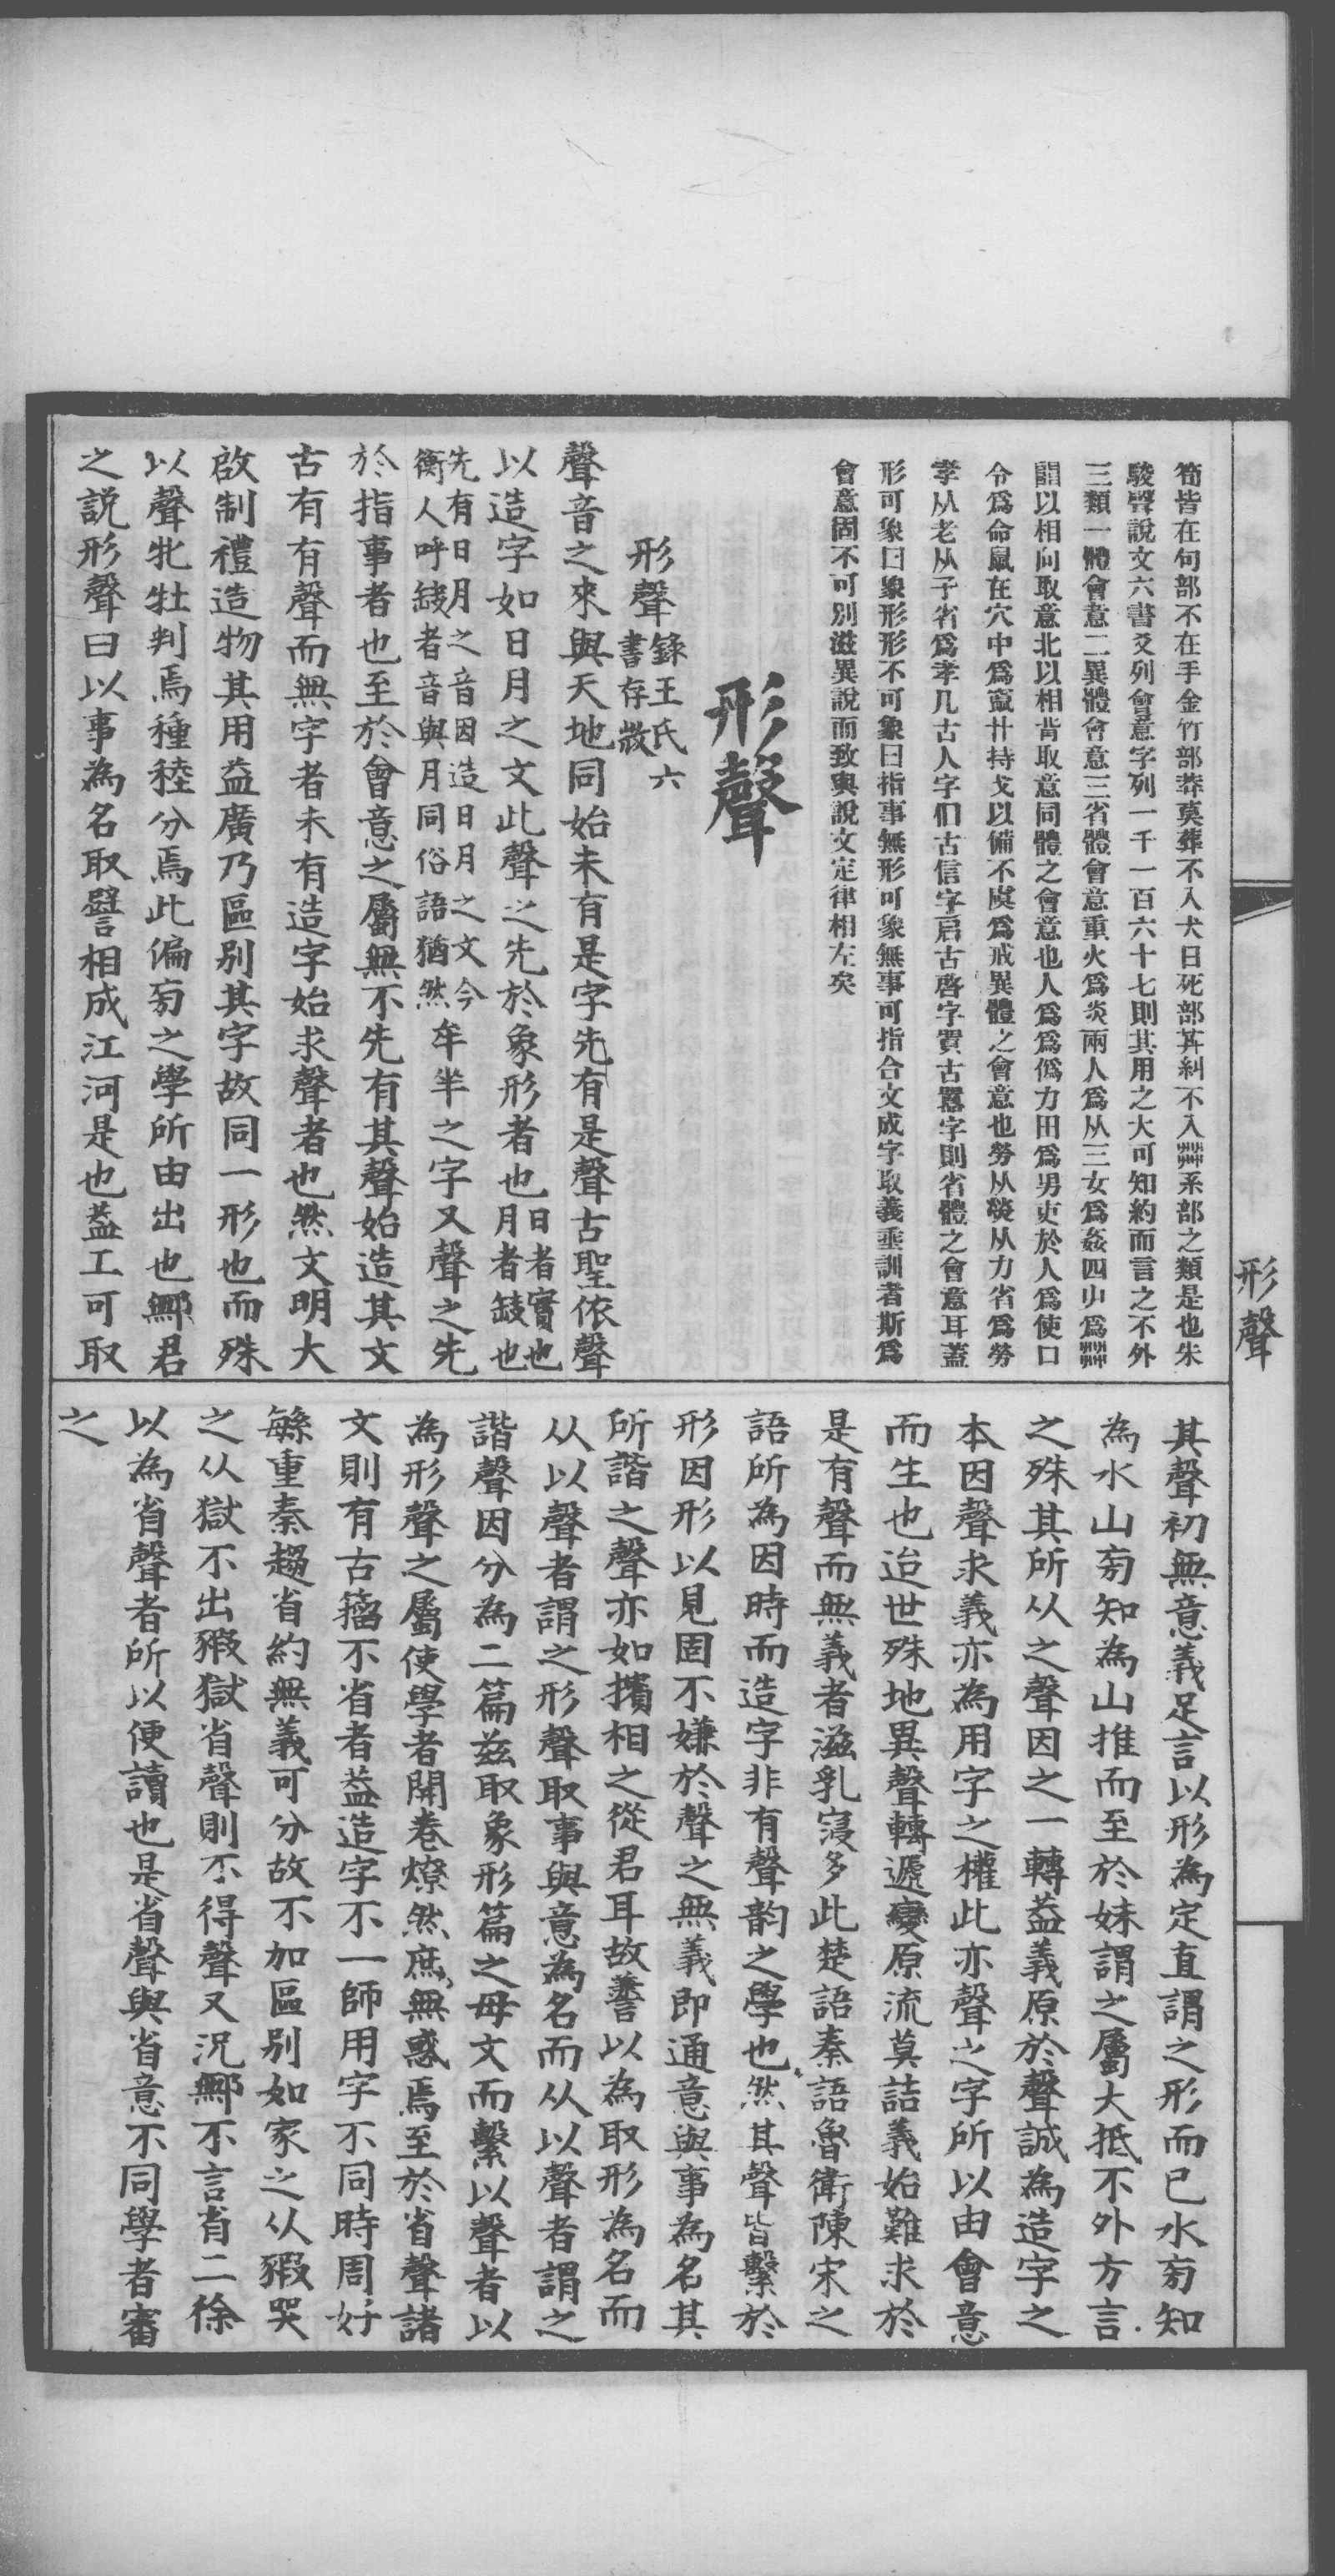 筍皆在句部不在手金竹部莽莫葬不入犬日死部茻糾不入茻系部之類是也朱
駿聲說文六書爻列會意字列一千一百六十七則其用之大可知約而言之不外
三類一體會意二異體會意三省體會意重火爲炎兩人爲从三女爲姦四屮爲茻
誾以相向取意北以相背取意同體之會意也人爲爲僞力田爲男吏於人爲使口
令爲命鼠在穴中爲竄廾持戈以備不虞爲戒異體之會意也勞从熒从力省爲勞
孝从老从子省爲孝几古人字们古信字启古啓字買古嚣字則省體之會意耳蓋
形可象曰象形形不可象曰指事無形可象無事可指合文成字取義垂訓者斯爲
會意固不可別滋異說而致與說文定律相左矣
形聲
形聲錄王氏六書存㪚
聲音之來與天地同始未有是字先有是聲古聖依聲
以造字如日月之文此聲之先於象形者也日者實也月者缺也
先有日月之音因造日月之文今衡人呼缺者音與月同俗語猶然牟羋之字又聲之先
於指事者也至於會意之屬無不先有其聲始造其文
古有有聲而無字者未有造字始求聲者也然文明大
啟制禮造物其用益廣乃區别其字故同一形也而殊
以聲牝牡判焉種稑分焉此偏㫄之學所由出也鄦君
之説形聲曰以事為名取譬相成江河是也葢工可取
形聲
其聲初無意義足言以形為定直謂之形而已水㫄知
為水山㫄知為山推而至於妹謂之屬大抵不外方言
之殊其所从之聲因之一轉葢義原於聲誠為造字之
本因聲求義亦為用字之權此亦聲之字所以由會意
而生也迨世殊地異聲轉遞變原流莫詰義始難求於
是有聲而無義者滋乳寖多此楚語秦語魯衛陳宋之
語所為因時而造字非有聲韵之學也然其聲皆繫於
形因形以見固不嫌於聲之無義即通意與事為名其
所諧之聲亦如擯相之從君耳故蓍以為取形為名而
从以聲者謂之形聲取事與意為名而从以聲者謂之
諧聲因分為二篇兹取象形篇之母文而繫以聲者以
為形聲之屬使學者開卷燎然庶無惑焉至於省聲諸
文則有古籀不省者葢造字不一師用字不同時周好
緐重秦趨省約無義可分故不加區别如家之从豭哭
之从獄不出豭獄省聲則不得聲又況鄦不言省二徐
以為省聲者所以便讀也是省聲與省意不同學者審
之